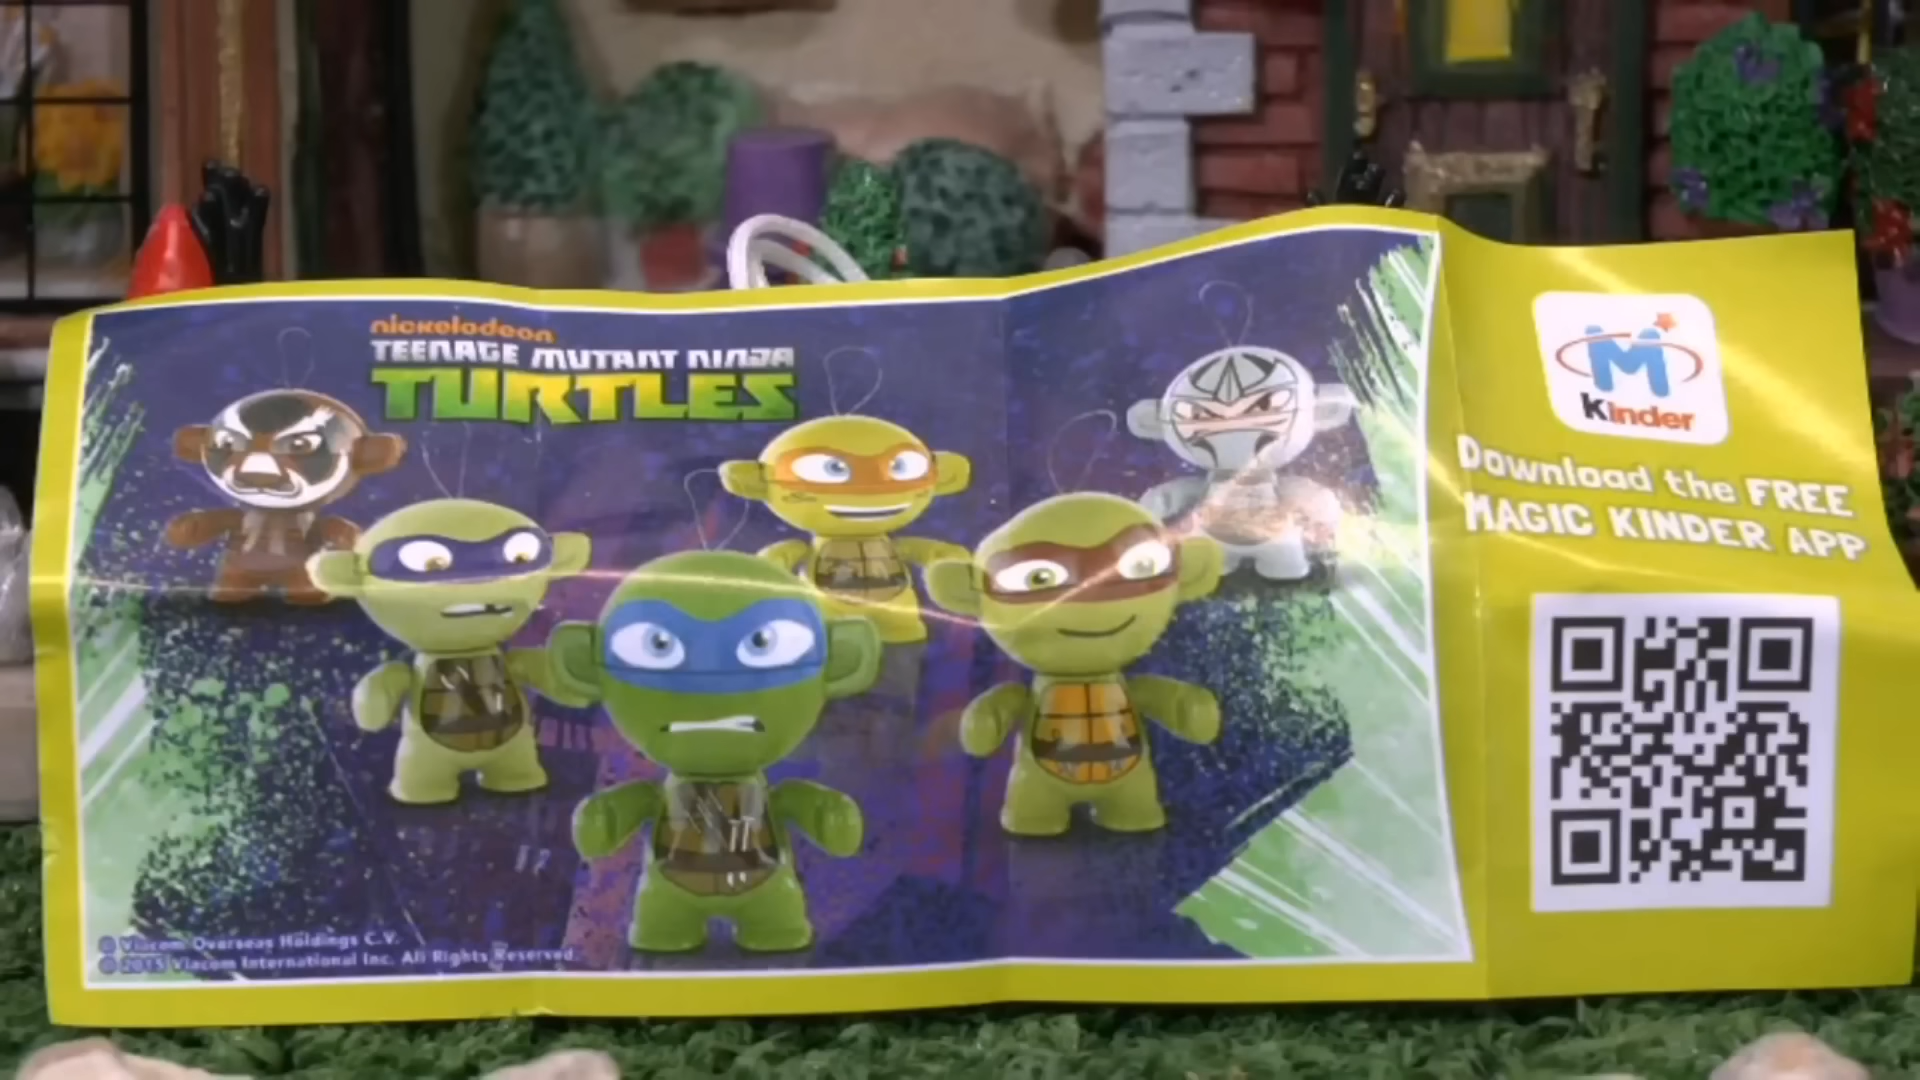 nickelodeon
TEENAGE MUTANT NINJA
TURTLES
M
Kinder
Download the FREE
MAGIC KINDER APP
© Viacom Overseas Holdings C.V.
© 2015 Viacom International Inc. All Rights Reserved.